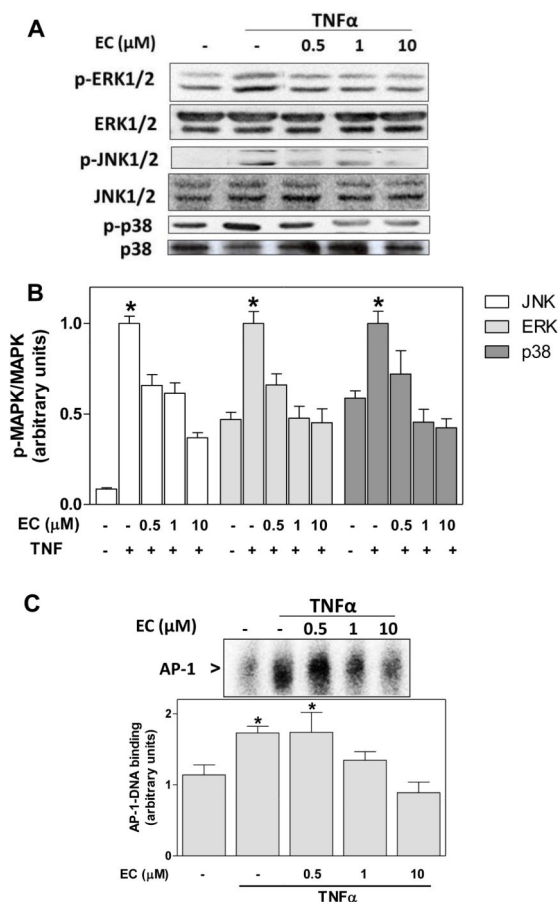 A
TNFα
EC (μM) - - 0.5 1 10
p-ERK1/2
ERK1/2
p-JNK1/2
JNK1/2
p-p38
p38
B
* * *
JNK
ERK
p38
p-MAPK/MAPK
(arbitrary units)
1.0
0.5
0.0
EC (μM) - - 0.5 1 10 - - 0.5 1 10 - - 0.5 1 10
TNF - + + + + - + + + + - + + + +
C
TNFα
EC (μM) - - 0.5 1 10
AP-1 >
AP-1-DNA binding
(arbitrary units)
2
1
0
* *
EC (μM) - - 0.5 1 10
TNFα